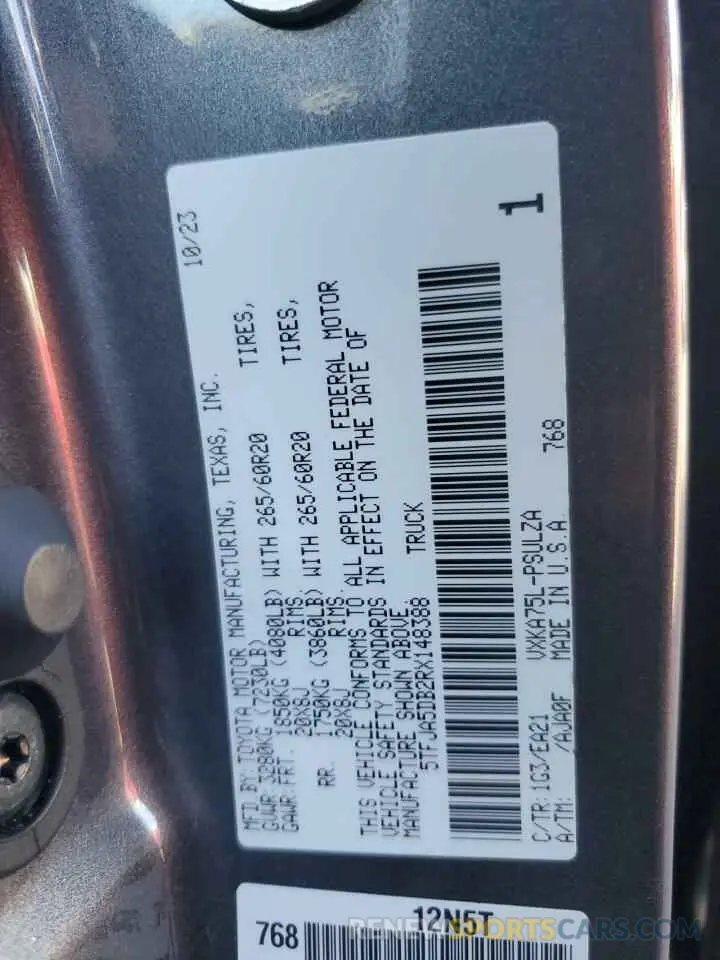 MFD BY: TOYOTA MOTOR MANUFACTURING, TEXAS, INC. 10/23
GVWR: 3280KG (7230LB)
GAWR: FRT. 1850KG (4080LB) WITH 265/60R20 TIRES,
20X8J RIMS,
RR. 1750KG (3860LB) WITH 265/60R20 TIRES,
20X8J RIMS,
THIS VEHICLE CONFORMS TO ALL APPLICABLE FEDERAL MOTOR
VEHICLE SAFETY STANDARDS IN EFFECT ON THE DATE OF
MANUFACTURE SHOWN ABOVE.
5TFJA5DB2RX148388 TRUCK
1
C/TR: 1G3/EA21 VXKA75L-PSULZA 768
A/TM: /AJA0F MADE IN U.S.A.
768 12N5T
RENEZSPORTSCARS.COM